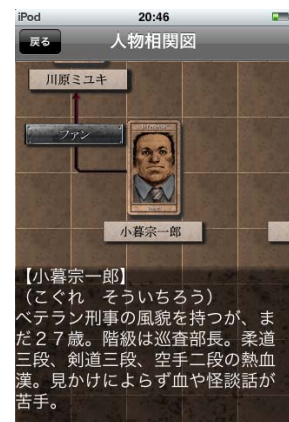 iPod 20:46
戻る 人物相関図
川原ミユキ
ファン
小暮宗一郎
【小暮宗一郎】
（こぐれ　そういちろう）
ベテラン刑事の風貌を持つが、ま
だ２７歳。階級は巡査部長。柔道
三段、剣道三段、空手二段の熱血
漢。見かけによらず血や怪談話が
苦手。